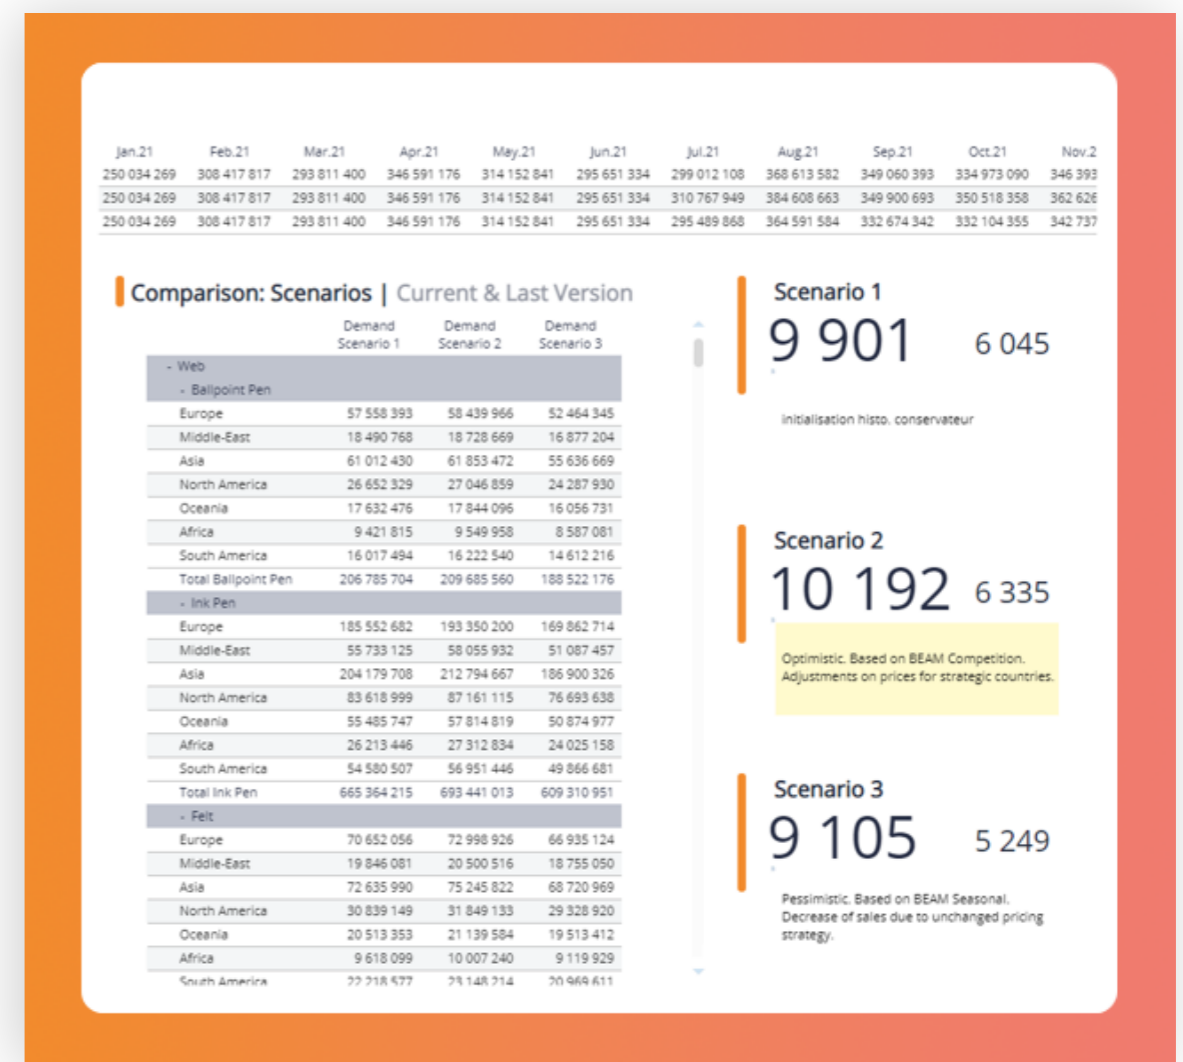 Jan.21 Feb.21 Mar.21 Apr.21 May.21 Jun.21 Jul.21 Aug.21 Sep.21 Oct.21 Nov.2
250 034 269 308 417 817 293 811 400 346 591 176 314 152 841 295 651 334 299 012 108 368 613 582 349 060 393 334 973 090 346 393
250 034 269 308 417 817 293 811 400 346 591 176 314 152 841 295 651 334 310 767 949 384 608 663 349 900 693 350 518 358 362 626
250 034 269 308 417 817 293 811 400 346 591 176 314 152 841 295 651 334 295 489 868 364 591 584 332 674 342 332 104 355 342 737
Comparison: Scenarios | Current & Last Version
Demand Demand Demand
Scenario 1 Scenario 2 Scenario 3
- Web
- Ballpoint Pen
Europe 57 558 393 58 439 966 52 464 345
Middle-East 18 490 768 18 728 669 16 877 204
Asia 61 012 430 61 853 472 55 636 669
North America 26 652 329 27 046 859 24 287 930
Oceania 17 632 476 17 844 096 16 056 731
Africa 9 421 815 9 549 958 8 587 081
South America 16 017 494 16 222 540 14 612 216
Total Ballpoint Pen 206 785 704 209 685 560 188 522 176
- Ink Pen
Europe 185 552 682 193 350 200 169 862 714
Middle-East 55 733 125 58 055 932 51 087 457
Asia 204 179 708 212 794 667 186 900 326
North America 83 618 999 87 161 115 76 693 638
Oceania 55 485 747 57 814 819 50 874 977
Africa 26 213 446 27 312 834 24 025 158
South America 54 580 507 56 951 446 49 866 681
Total Ink Pen 665 364 215 693 441 013 609 310 951
- Felt
Europe 70 652 056 72 998 926 66 935 124
Middle-East 19 846 081 20 500 516 18 755 050
Asia 72 635 990 75 245 822 68 720 969
North America 30 839 149 31 849 133 29 328 920
Oceania 20 513 353 21 139 584 19 513 412
Africa 9 618 099 10 007 240 9 119 929
South America 22 218 577 23 148 214 20 969 611
Scenario 1
9 901 6 045
Initialisation histo. conservateur
Scenario 2
10 192 6 335
Optimistic. Based on BEAM Competition.
Adjustments on prices for strategic countries.
Scenario 3
9 105 5 249
Pessimistic. Based on BEAM Seasonal.
Decrease of sales due to unchanged pricing
strategy.